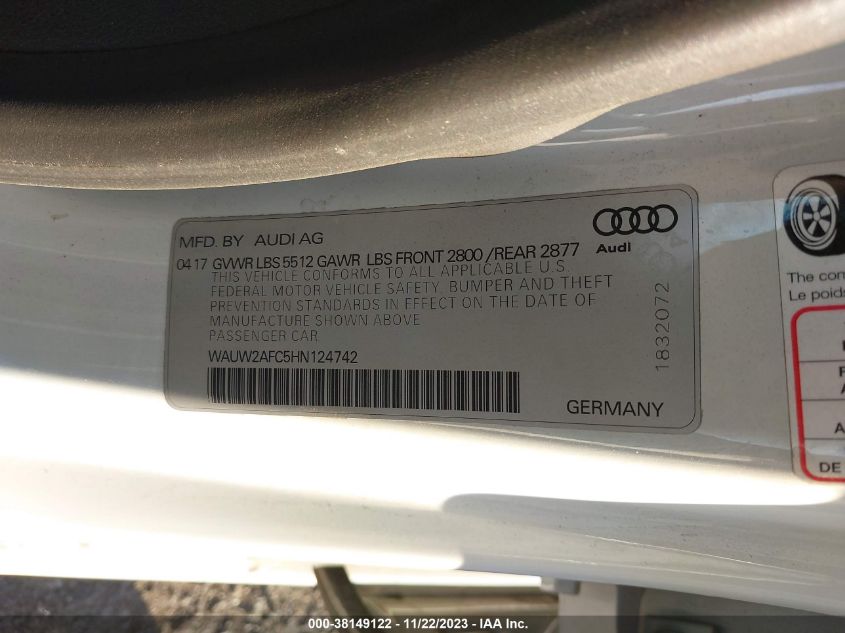 MFD. BY AUDI AG
Audi
04 17 GVWR LBS 5512 GAWR LBS FRONT 2800 /REAR 2877
THIS VEHICLE CONFORMS TO ALL APPLICABLE U.S.
FEDERAL MOTOR VEHICLE SAFETY, BUMPER AND THEFT
PREVENTION STANDARDS IN EFFECT ON THE DATE OF
MANUFACTURE SHOWN ABOVE
PASSENGER CAR
WAUW2AFC5HN124742
GERMANY
1832072
The com
Le poids
DE
000-38149122 - 11/22/2023 - IAA Inc.